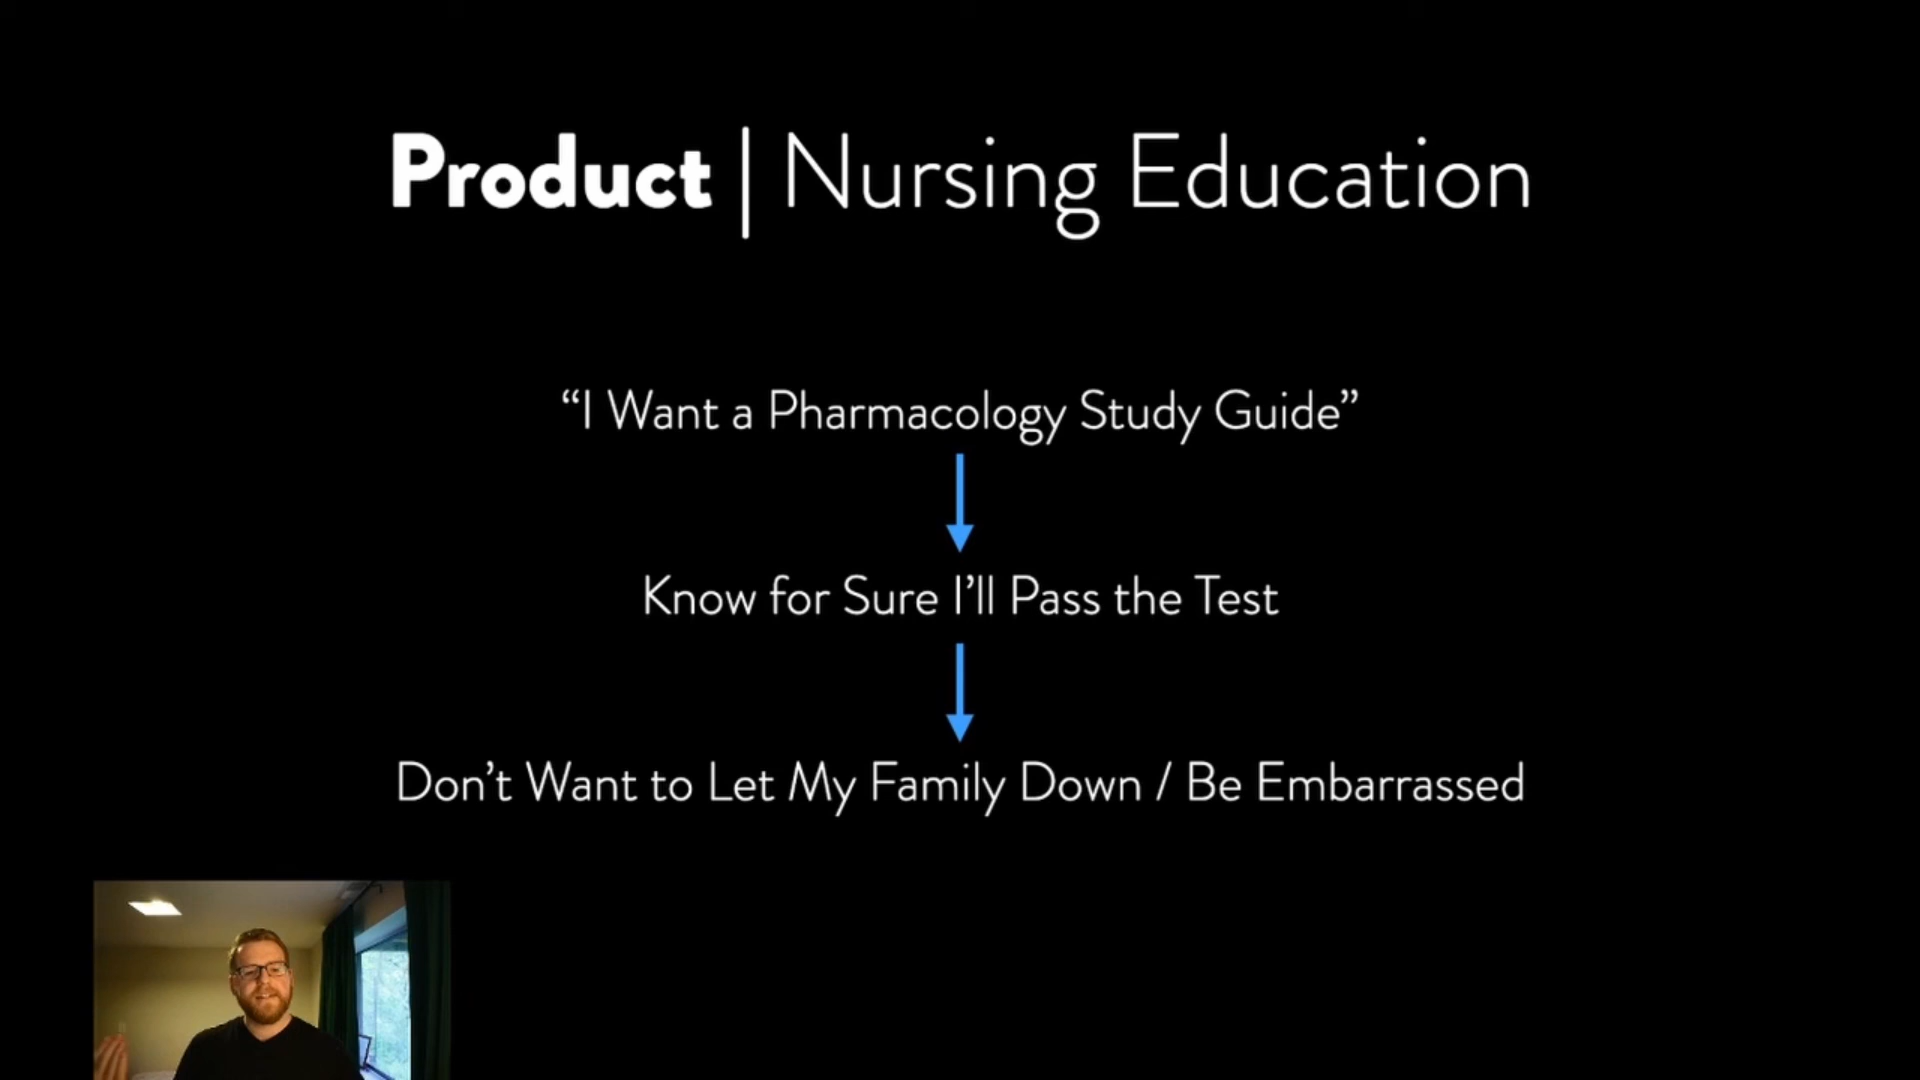 Product | Nursing Education
“I Want a Pharmacology Study Guide”
Know for Sure I’ll Pass the Test
Don’t Want to Let My Family Down / Be Embarrassed